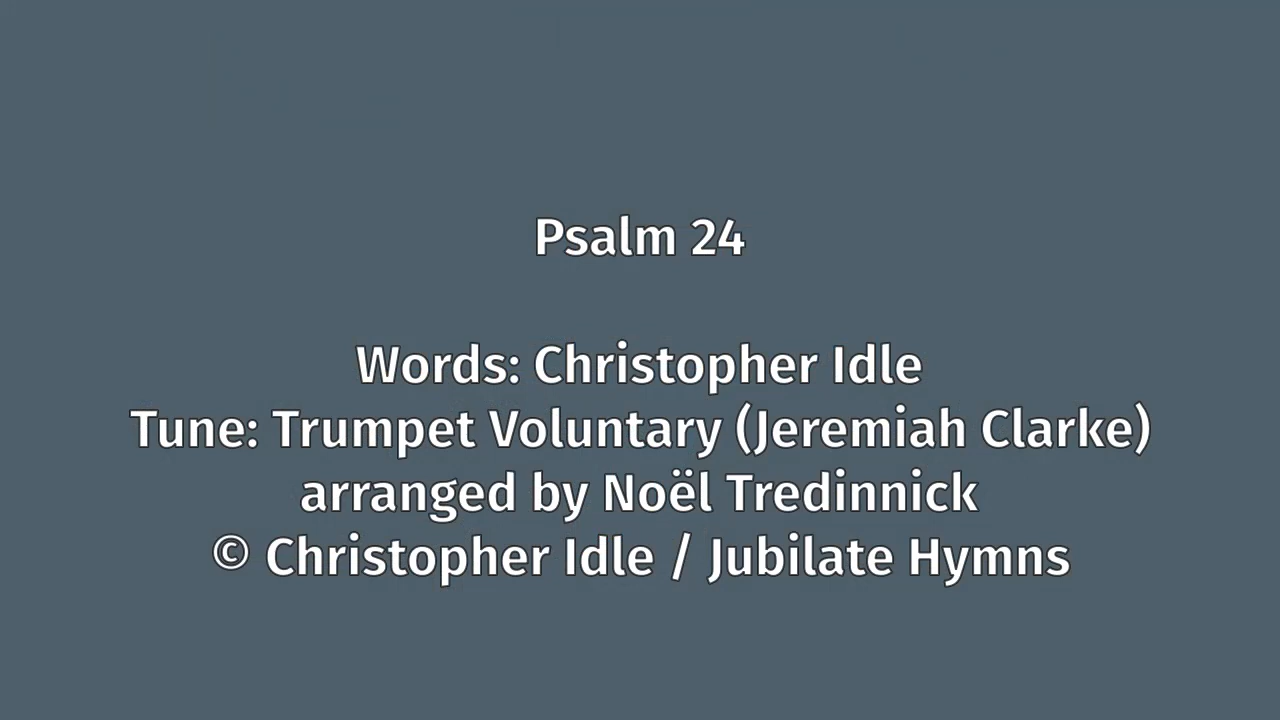 Psalm 24
Words: Christopher Idle
Tune: Trumpet Voluntary (Jeremiah Clarke)
arranged by Noël Tredinnick
© Christopher Idle / Jubilate Hymns